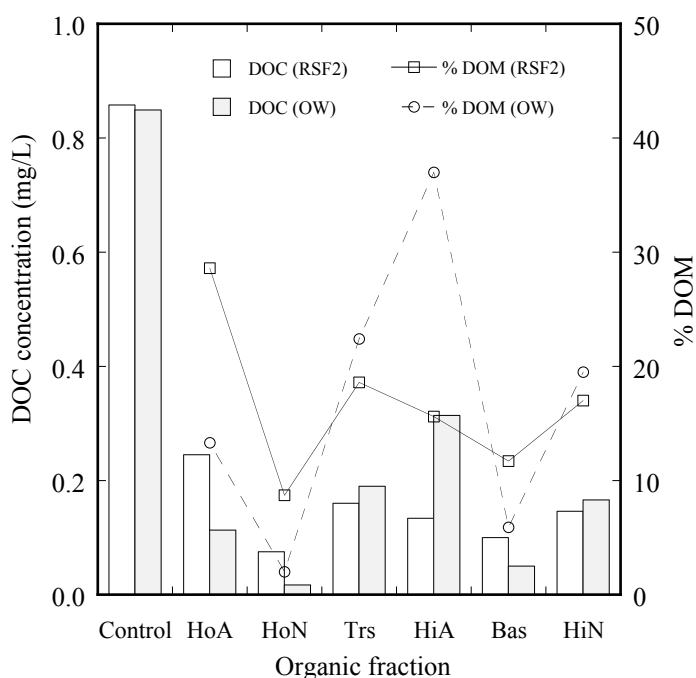 1.0
0.8
0.6
0.4
0.2
0.0
DOC concentration (mg/L)
DOC (RSF2)
% DOM (RSF2)
DOC (OW)
% DOM (OW)
50
40
30
20
10
0
% DOM
Control HoA HoN Trs HiA Bas HiN
Organic fraction